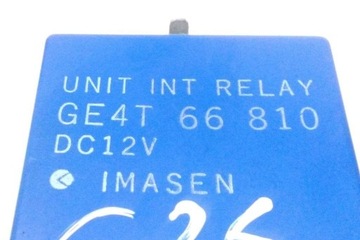 UNIT INT RELAY
GE4T 66 810
DC12V
IMASEN